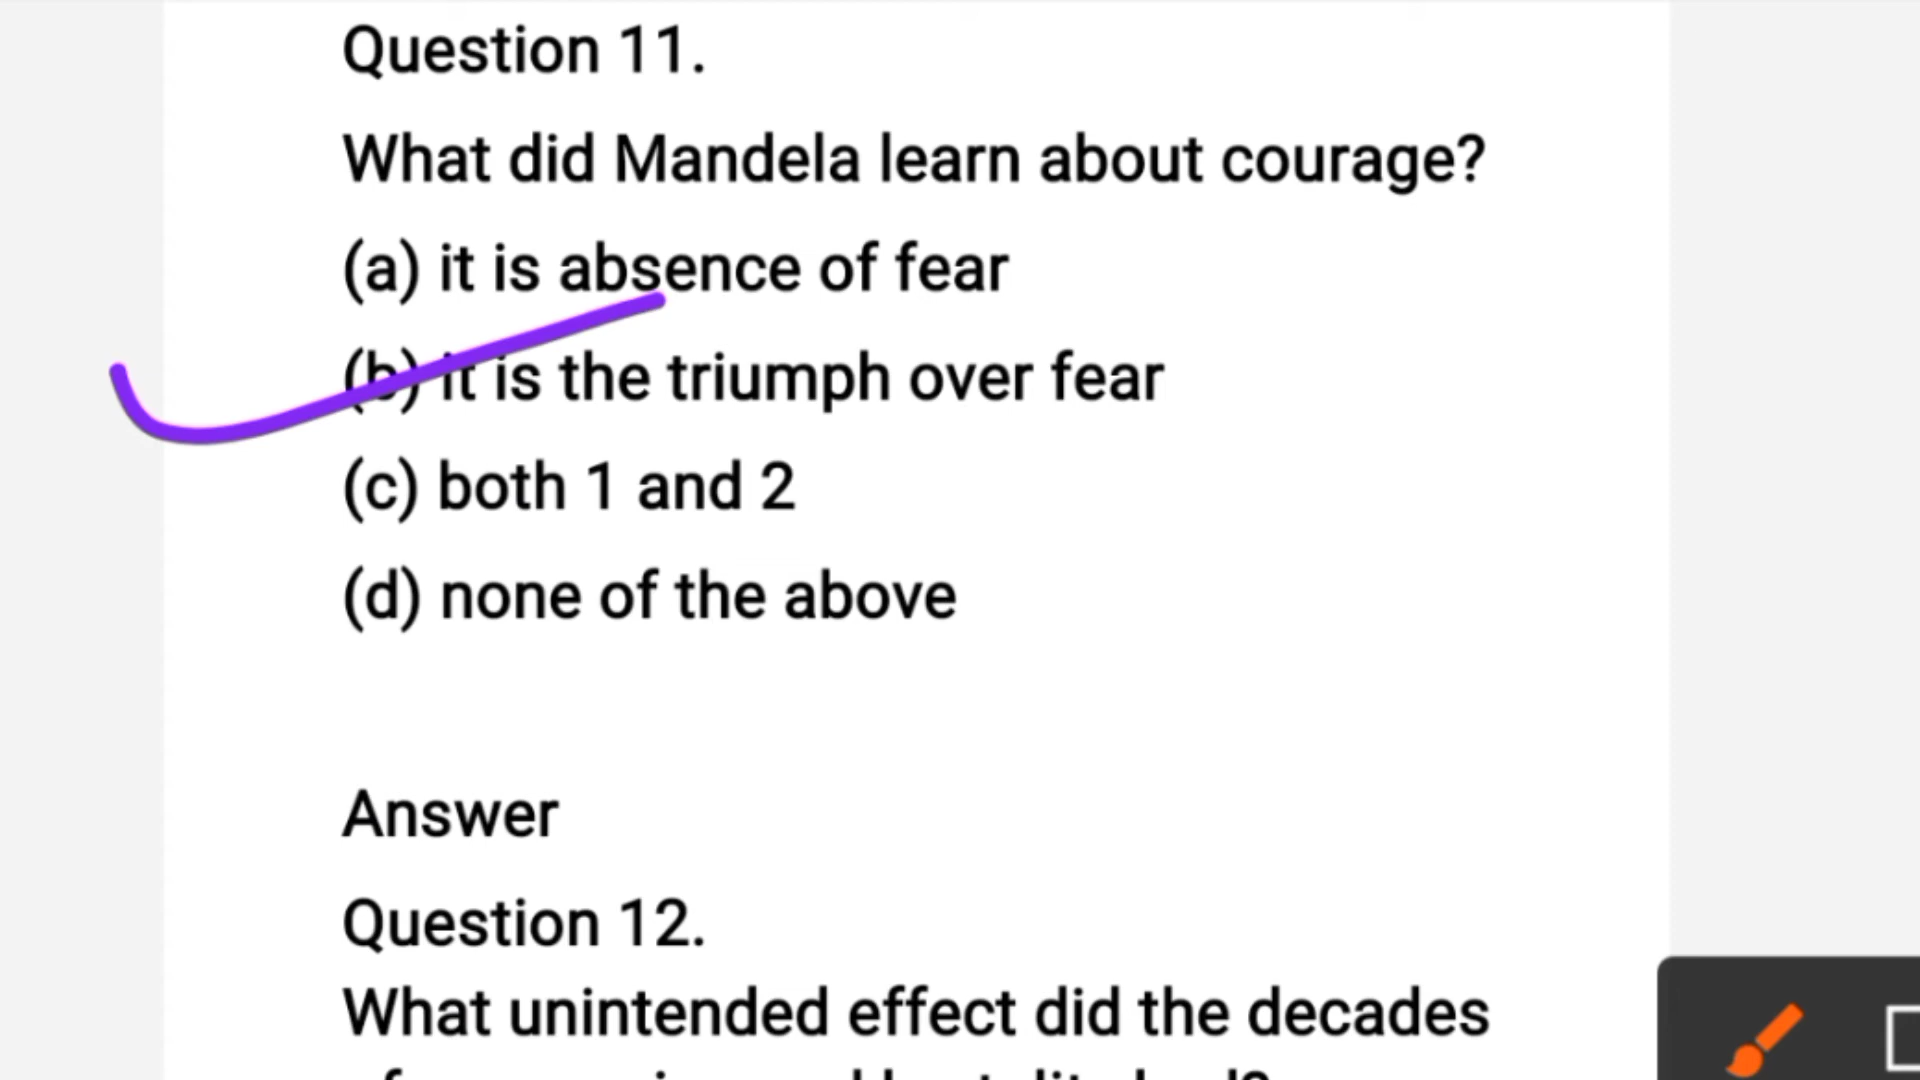 Question 11.
What did Mandela learn about courage?
(a) it is absence of fear
(b) it is the triumph over fear
(c) both 1 and 2
(d) none of the above
Answer
Question 12.
What unintended effect did the decades